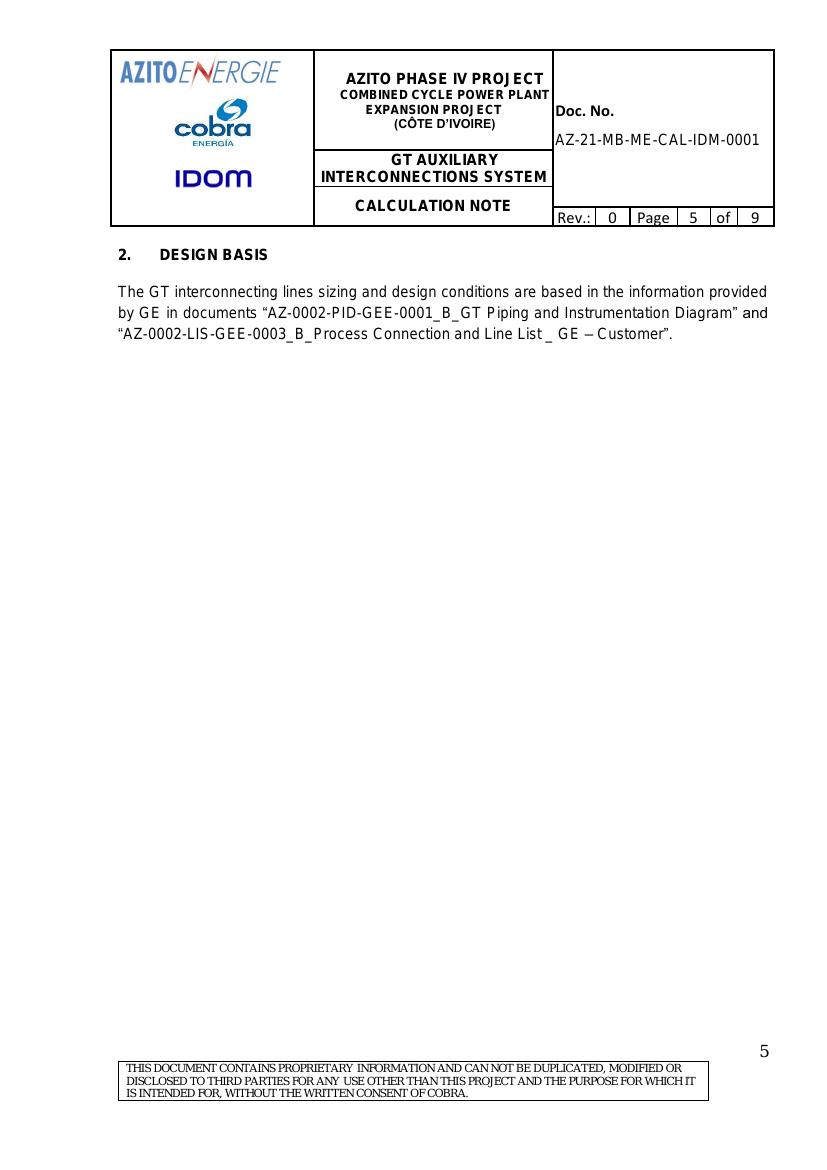 AZITO ENERGIE
cobra
ENERGÍA
IDOM
AZITO PHASE IV PROJECT
COMBINED CYCLE POWER PLANT
EXPANSION PROJECT
(CÔTE D’IVOIRE)
GT AUXILIARY
INTERCONNECTIONS SYSTEM
CALCULATION NOTE
Doc. No.
AZ-21-MB-ME-CAL-IDM-0001
Rev.: 0 Page 5 of 9
2. DESIGN BASIS
The GT interconnecting lines sizing and design conditions are based in the information provided
by GE in documents “AZ-0002-PID-GEE-0001_B_GT Piping and Instrumentation Diagram” and
“AZ-0002-LIS-GEE-0003_B_Process Connection and Line List _ GE – Customer”.
5
THIS DOCUMENT CONTAINS PROPRIETARY INFORMATION AND CAN NOT BE DUPLICATED, MODIFIED OR
DISCLOSED TO THIRD PARTIES FOR ANY USE OTHER THAN THIS PROJECT AND THE PURPOSE FOR WHICH IT
IS INTENDED FOR, WITHOUT THE WRITTEN CONSENT OF COBRA.